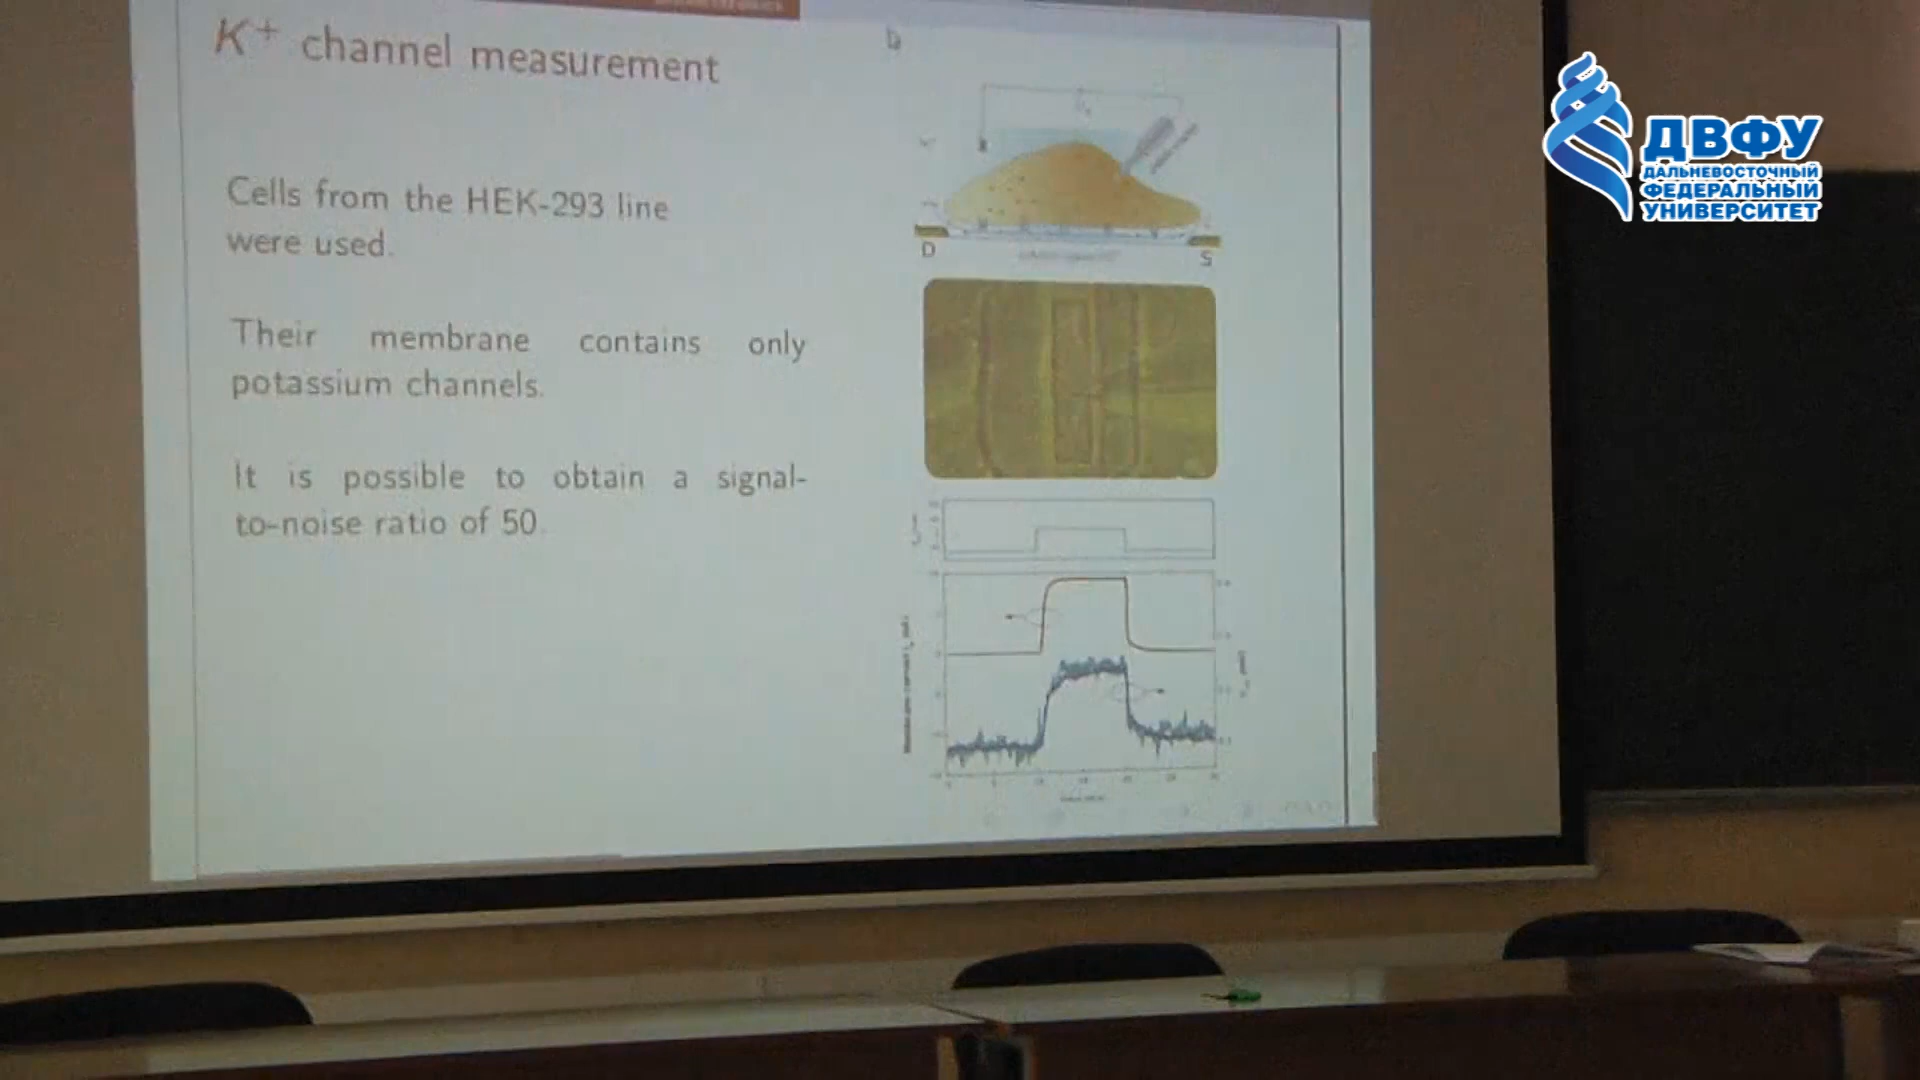 K+ channel measurement
Cells from the HEK-293 line
were used.
Their membrane contains only
potassium channels.
It is possible to obtain a signal-
to-noise ratio of 50
D
S
ДВФУ
ДАЛЬНЕВОСТОЧНЫЙ
ФЕДЕРАЛЬНЫЙ
УНИВЕРСИТЕТ